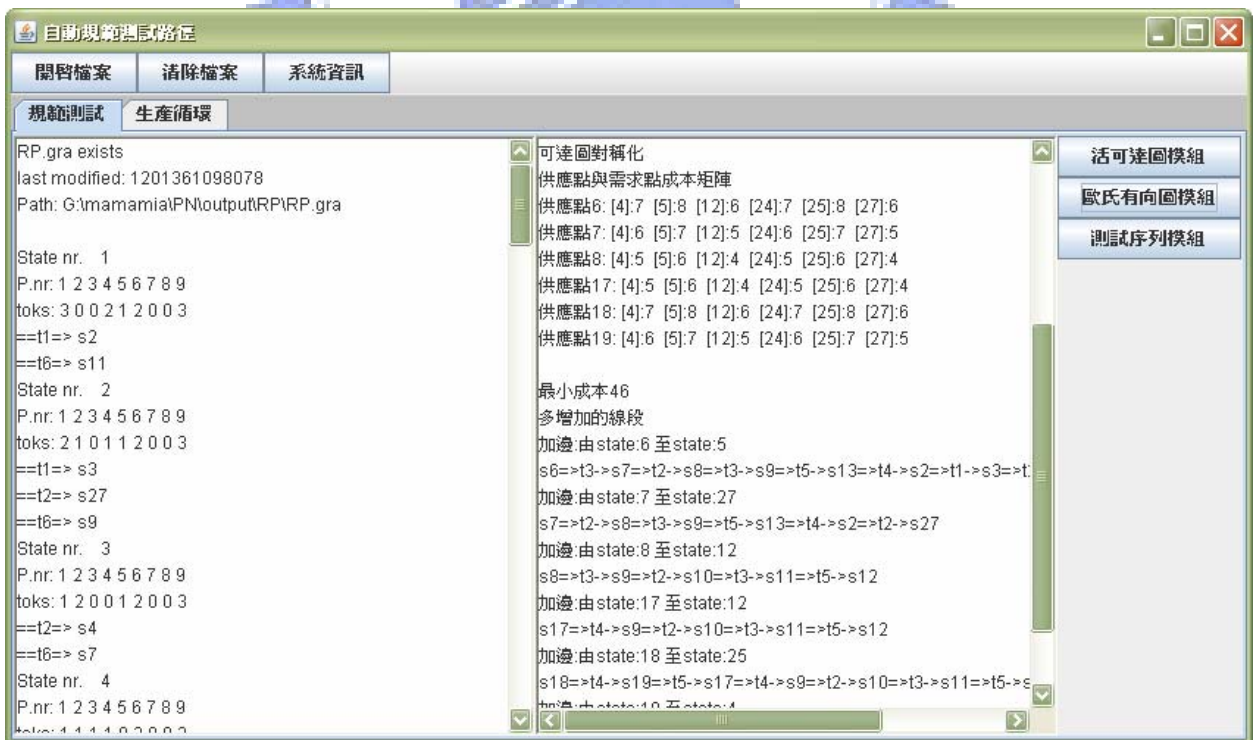 自動規範測試路徑
開啓檔案 清除檔案 系統資訊
規範測試 生產循環
RP.gra exists
last modified: 1201361098078
Path: G:\mamamia\PN\output\RP\RP.gra
State nr. 1
P.nr: 1 2 3 4 5 6 7 8 9
toks: 3 0 0 2 1 2 0 0 3
==t1=> s2
==t6=> s11
State nr. 2
P.nr: 1 2 3 4 5 6 7 8 9
toks: 2 1 0 1 1 2 0 0 3
==t1=> s3
==t2=> s27
==t6=> s9
State nr. 3
P.nr: 1 2 3 4 5 6 7 8 9
toks: 1 2 0 0 1 2 0 0 3
==t2=> s4
==t6=> s7
State nr. 4
P.nr: 1 2 3 4 5 6 7 8 9
可達圖對稱化
供應點與需求點成本矩陣
供應點6: [4]:7 [5]:8 [12]:6 [24]:7 [25]:8 [27]:6
供應點7: [4]:6 [5]:7 [12]:5 [24]:6 [25]:7 [27]:5
供應點8: [4]:5 [5]:6 [12]:4 [24]:5 [25]:6 [27]:4
供應點17: [4]:5 [5]:6 [12]:4 [24]:5 [25]:6 [27]:4
供應點18: [4]:7 [5]:8 [12]:6 [24]:7 [25]:8 [27]:6
供應點19: [4]:6 [5]:7 [12]:5 [24]:6 [25]:7 [27]:5
最小成本46
多增加的線段
加邊:由state:6 至state:5
s6=>t3->s7=>t2->s8=>t3->s9=>t5->s13=>t4->s2=>t1->s3=>t
加邊:由state:7 至state:27
s7=>t2->s8=>t3->s9=>t5->s13=>t4->s2=>t2->s27
加邊:由state:8 至state:12
s8=>t3->s9=>t2->s10=>t3->s11=>t5->s12
加邊:由state:17 至state:12
s17=>t4->s9=>t2->s10=>t3->s11=>t5->s12
加邊:由state:18 至state:25
s18=>t4->s19=>t5->s17=>t4->s9=>t2->s10=>t3->s11=>t5->s
加邊:由state:19 至state:4
活可達圖模組
歐氏有向圖模組
測試序列模組